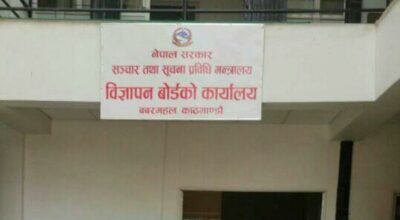 नेपाल सरकार
सञ्चार तथा सूचना प्रविधि मन्त्रालय
विज्ञापन बोर्डको कार्यालय
बबरमहल, काठमाण्डौ